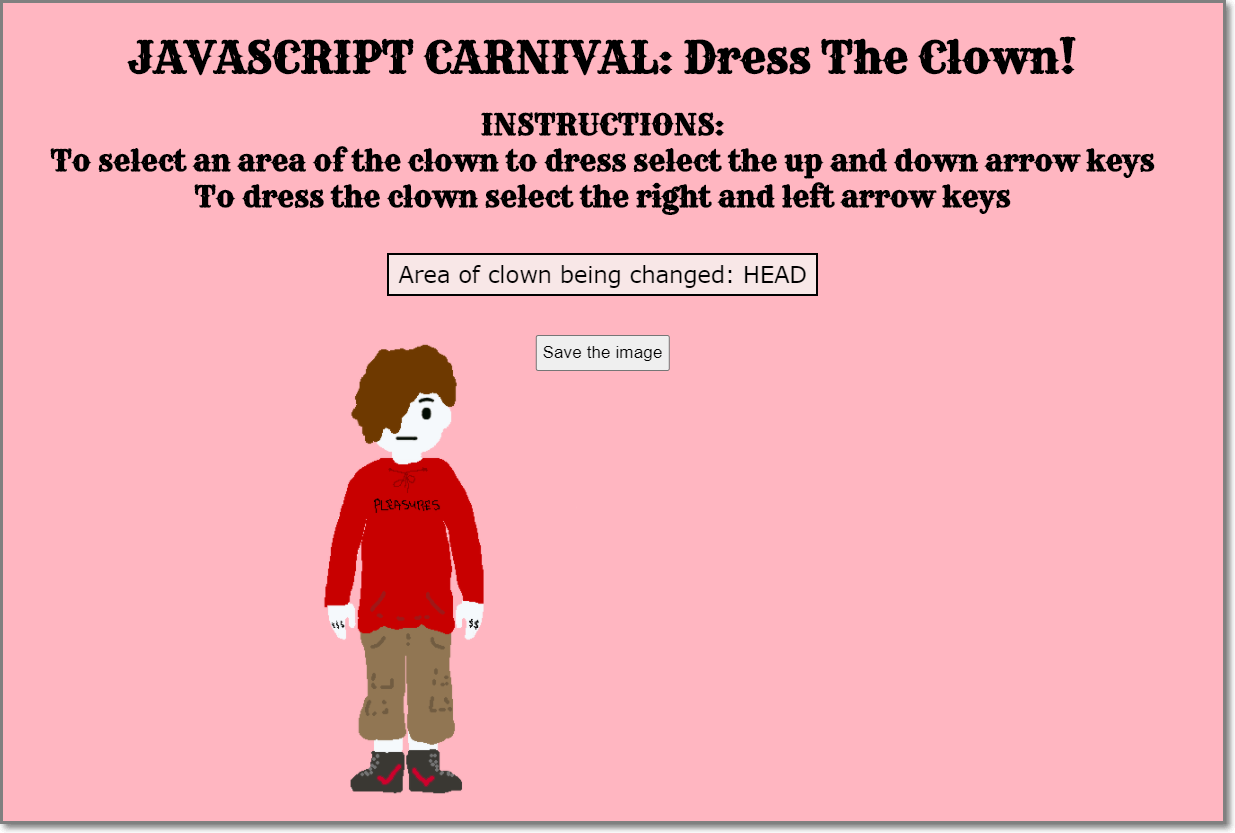 JAVASCRIPT CARNIVAL: Dress The Clown!
INSTRUCTIONS:
To select an area of the clown to dress select the up and down arrow keys
To dress the clown select the right and left arrow keys
Area of clown being changed: HEAD
Save the image
PLEASURES
$$$ $$